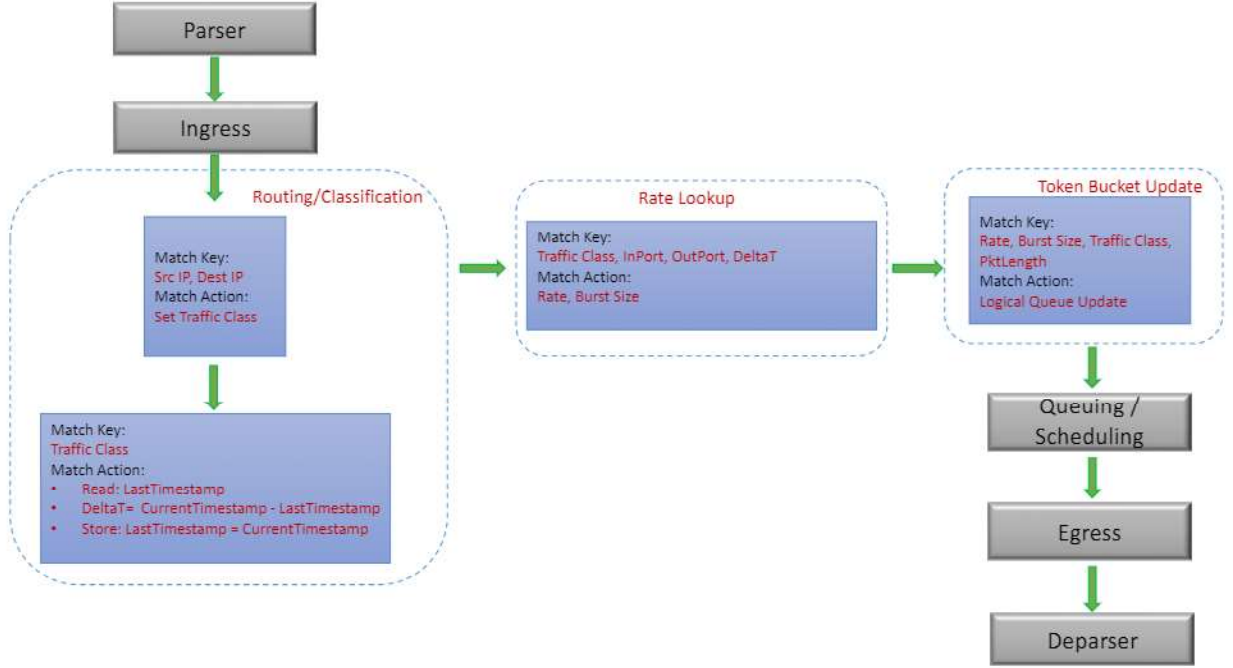 Parser
Ingress
Routing/Classification
Match Key:
Src IP, Dest IP
Match Action:
Set Traffic Class
Match Key:
Traffic Class
Match Action:
• Read: LastTimestamp
• DeltaT= CurrentTimestamp - LastTimestamp
• Store: LastTimestamp = CurrentTimestamp
Rate Lookup
Match Key:
Traffic Class, InPort, OutPort, DeltaT
Match Action:
Rate, Burst Size
Token Bucket Update
Match Key:
Rate, Burst Size, Traffic Class,
PktLength
Match Action:
Logical Queue Update
Queuing /
Scheduling
Egress
Deparser